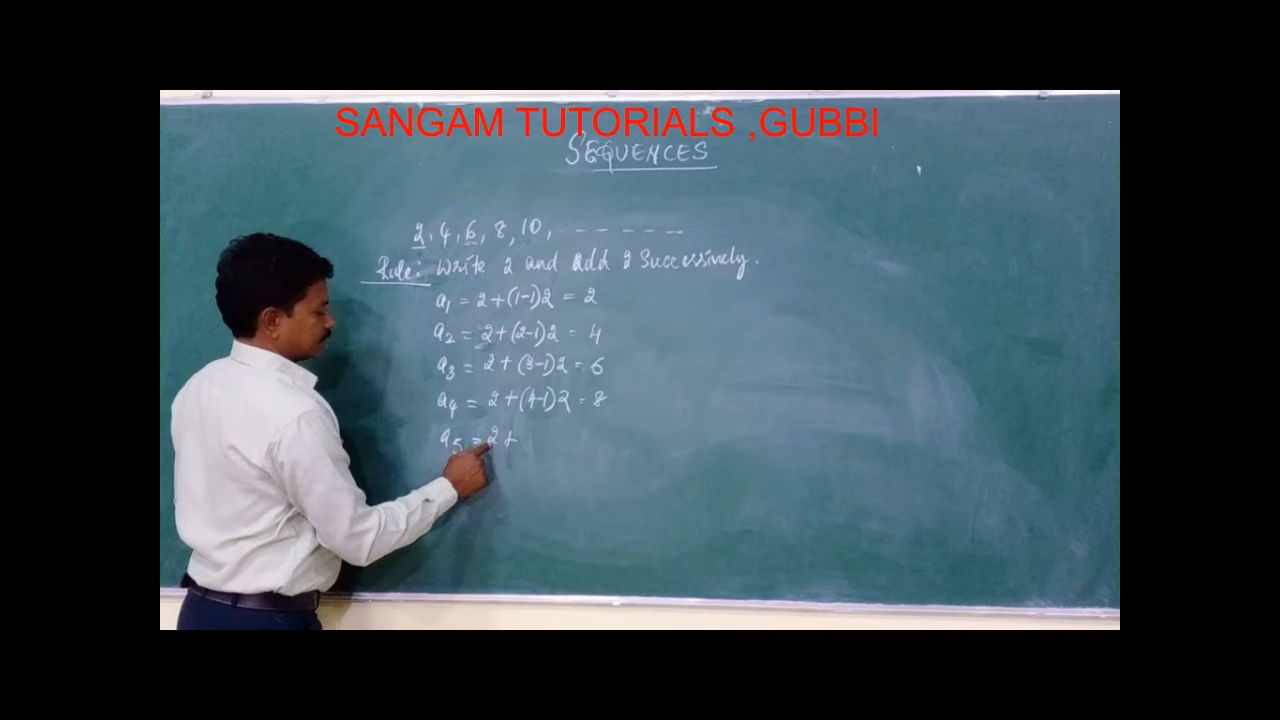 SANGAM TUTORIALS ,GUBBI
SEQUENCES
2, 4, 6, 8, 10, - - - - - -
Rule: Write 2 and add 2 Successively.
a₁ = 2+(1-1)2 = 2
a₂ = 2+(2-1)2 = 4
a₃ = 2+(3-1)2 = 6
a₄ = 2+(4-1)2 = 8
a₅ = 2+